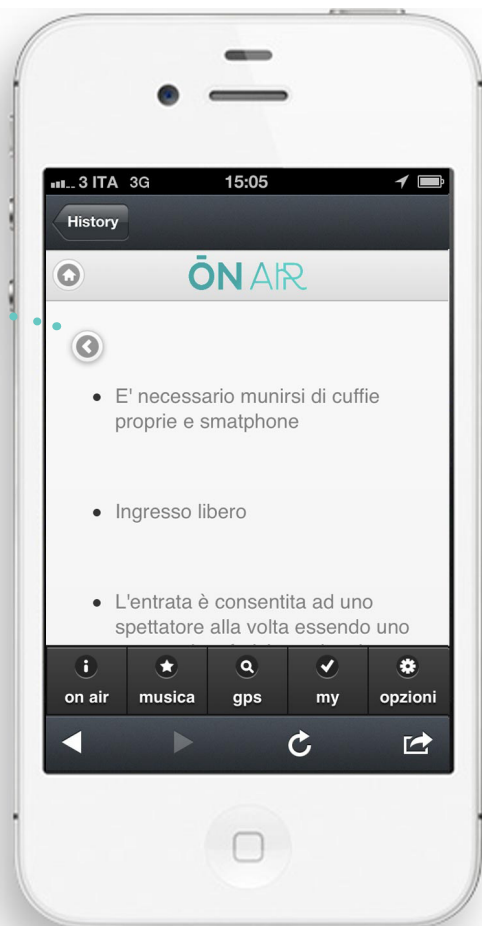 3 ITA 3G 15:05
History
ŌN AIR
• E' necessario munirsi di cuffie
proprie e smatphone
• Ingresso libero
• L'entrata è consentita ad uno
spettatore alla volta essendo uno
on air musica gps my opzioni